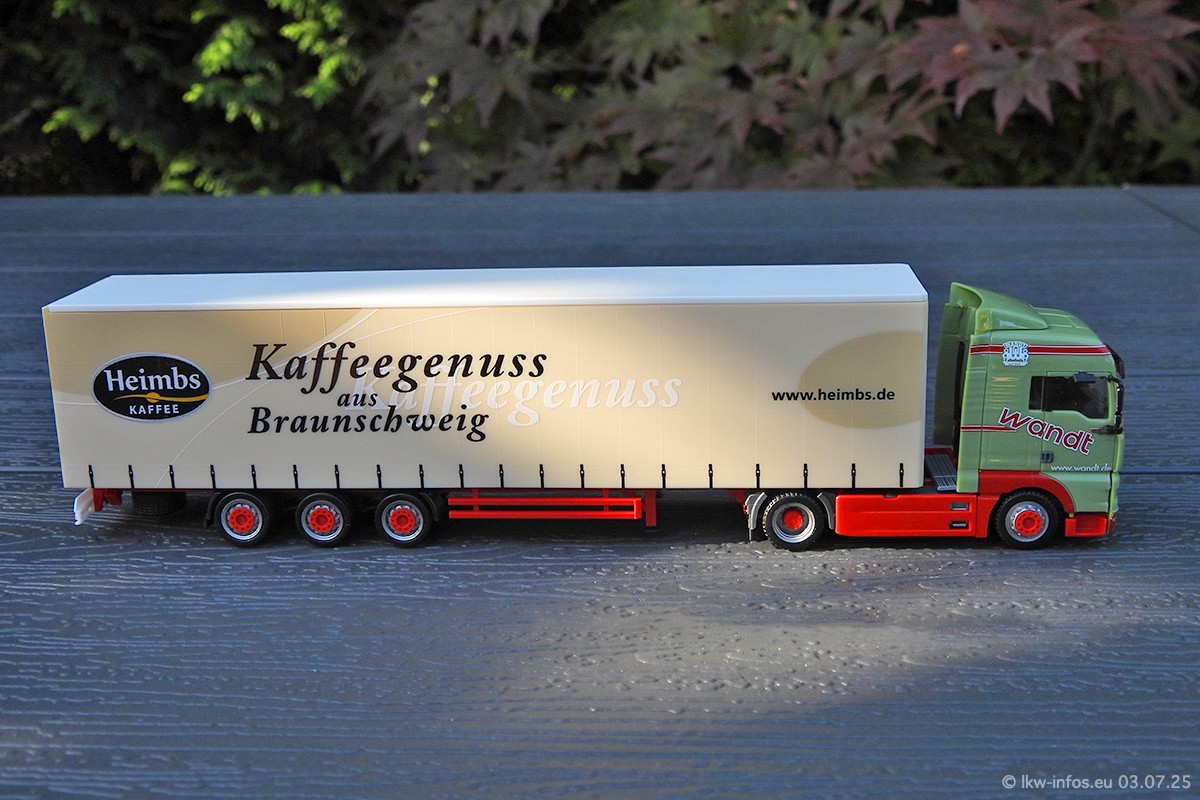 Heimbs
KAFFEE
Kaffeegenuss
aus
Braunschweig
Kaffeegenuss
www.heimbs.de
WANDT
wandt
www.wandt.de
© lkw-infos.eu 03.07.25